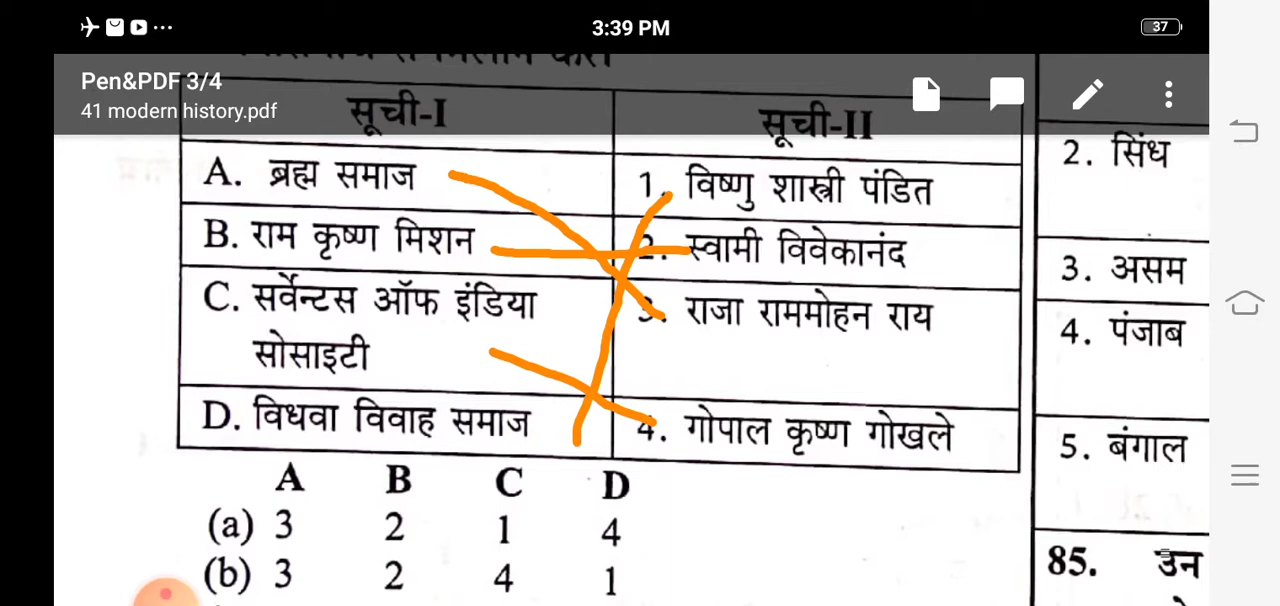 3:39 PM
37
Pen&PDF 3/4
41 modern history.pdf
सूची-I
सूची-II
A. ब्रह्म समाज
1. विष्णु शास्त्री पंडित
B. राम कृष्ण मिशन
2. स्वामी विवेकानंद
C. सर्वेन्टस ऑफ इंडिया
सोसाइटी
3. राजा राममोहन राय
D. विधवा विवाह समाज
4. गोपाल कृष्ण गोखले
A B C D
(a) 3 2 1 4
(b) 3 2 4 1
2. सिंध
3. असम
4. पंजाब
5. बंगाल
85. उन